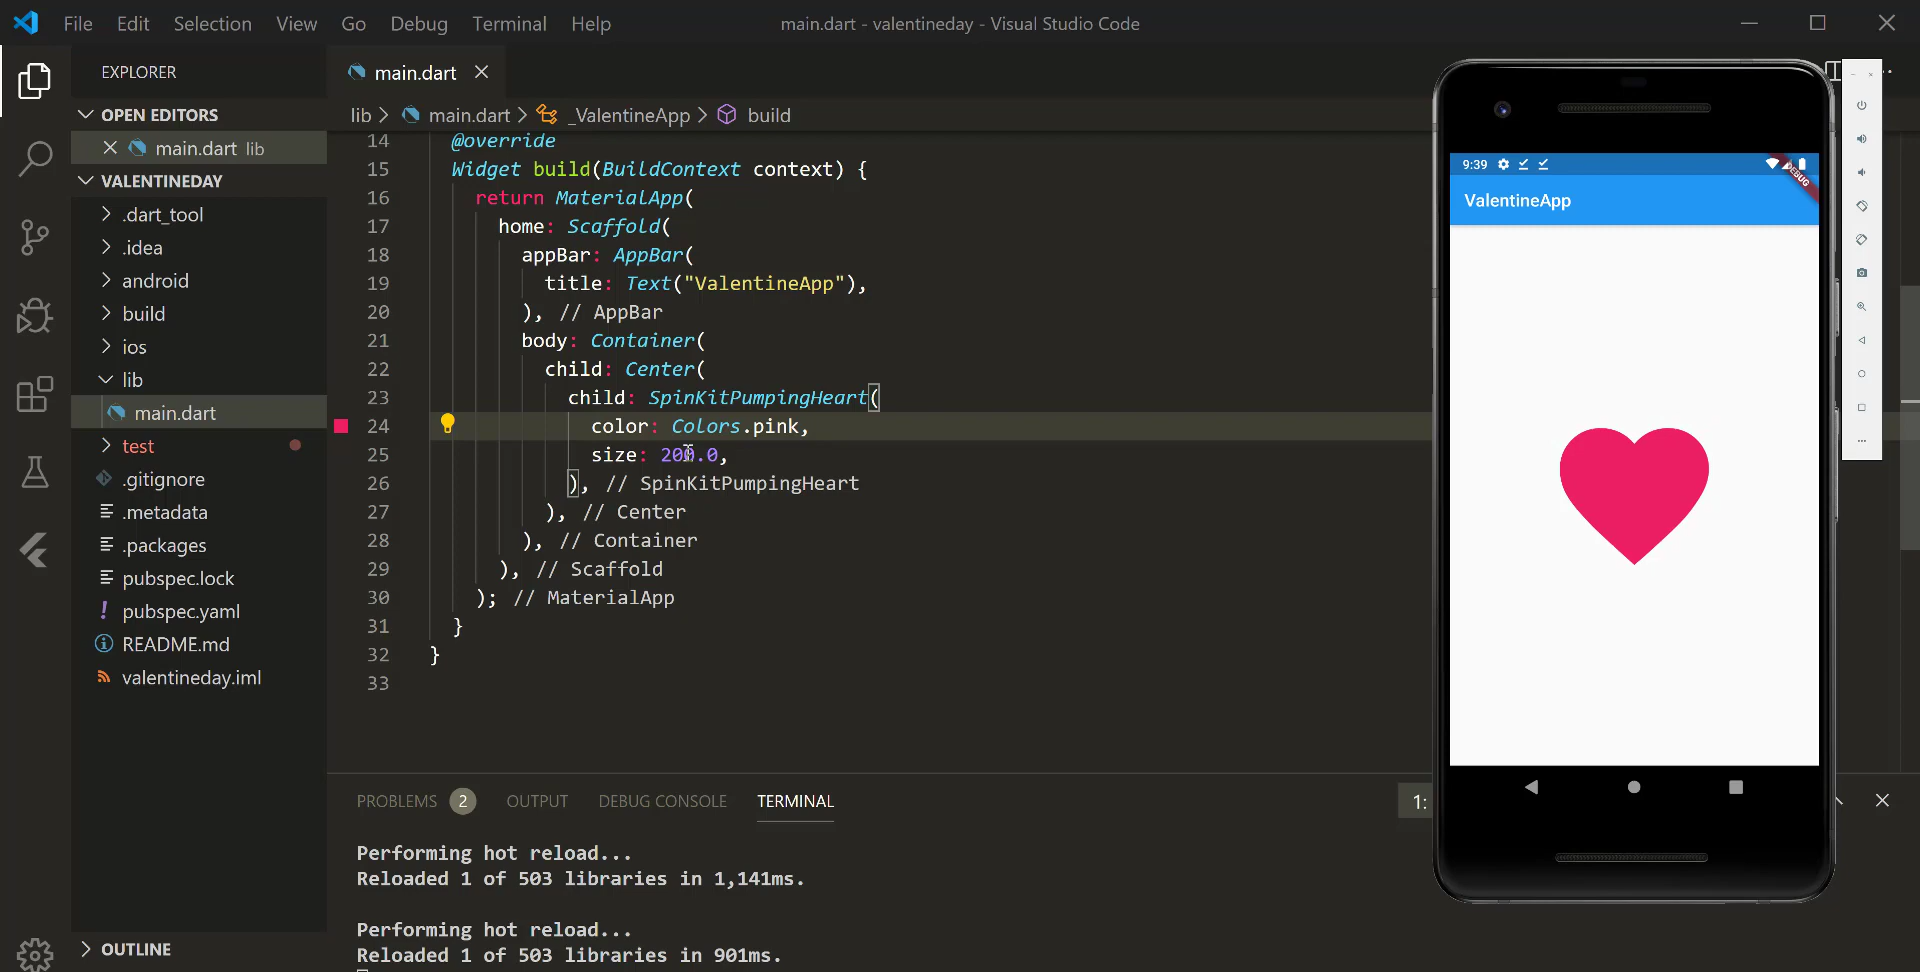 File Edit Selection View Go Debug Terminal Help
main.dart - valentineday - Visual Studio Code
EXPLORER
OPEN EDITORS
main.dart lib
VALENTINEDAY
.dart_tool
.idea
android
build
ios
lib
main.dart
test
.gitignore
.metadata
.packages
pubspec.lock
pubspec.yaml
README.md
valentineday.iml
OUTLINE
main.dart
lib > main.dart > _ValentineApp > build
14 @override
15 Widget build(BuildContext context) {
16 return MaterialApp(
17 home: Scaffold(
18 appBar: AppBar(
19 title: Text("ValentineApp"),
20 ), // AppBar
21 body: Container(
22 child: Center(
23 child: SpinKitPumpingHeart(
24 color: Colors.pink,
25 size: 200.0,
26 ), // SpinKitPumpingHeart
27 ), // Center
28 ), // Container
29 ), // Scaffold
30 ); // MaterialApp
31 }
32 }
33
PROBLEMS 2 OUTPUT DEBUG CONSOLE TERMINAL
1:
Performing hot reload...
Reloaded 1 of 503 libraries in 1,141ms.
Performing hot reload...
Reloaded 1 of 503 libraries in 901ms.
9:39
DEBUG
ValentineApp